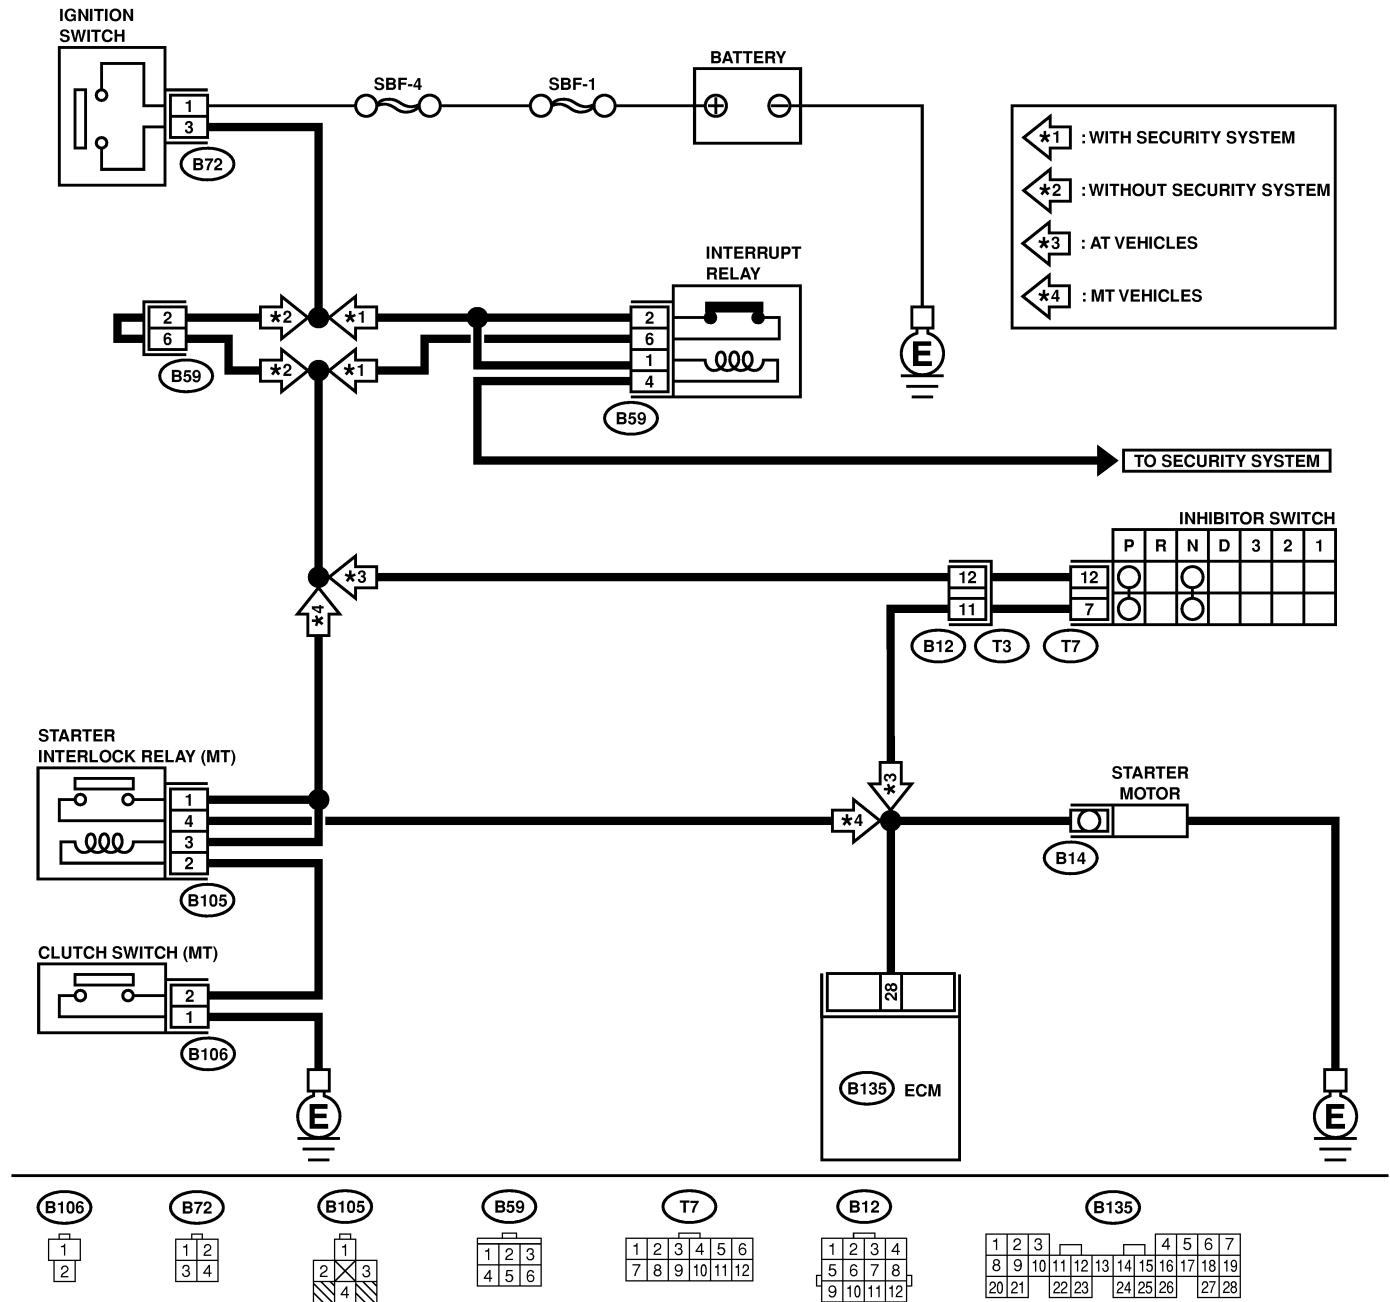 IGNITION
SWITCH
1
3
B72
SBF-4
SBF-1
BATTERY
+
−
*1 : WITH SECURITY SYSTEM
*2 : WITHOUT SECURITY SYSTEM
*3 : AT VEHICLES
*4 : MT VEHICLES
INTERRUPT
RELAY
2
6
B59
*2
*1
*2
*1
2
6
1
4
B59
E
TO SECURITY SYSTEM
INHIBITOR SWITCH
P R N D 3 2 1
*3
*4
12
11
12
7
B12
T3
T7
STARTER
INTERLOCK RELAY (MT)
1
4
3
2
B105
*3
*4
STARTER
MOTOR
B14
CLUTCH SWITCH (MT)
2
1
B106
28
B135 ECM
E
E
B106
1
2
B72
1 2
3 4
B105
1
2 3
4
B59
1 2 3
4 5 6
T7
1 2 3 4 5 6
7 8 9 10 11 12
B12
1 2 3 4
5 6 7 8
9 10 11 12
B135
1 2 3 4 5 6 7
8 9 10 11 12 13 14 15 16 17 18 19
20 21 22 23 24 25 26 27 28